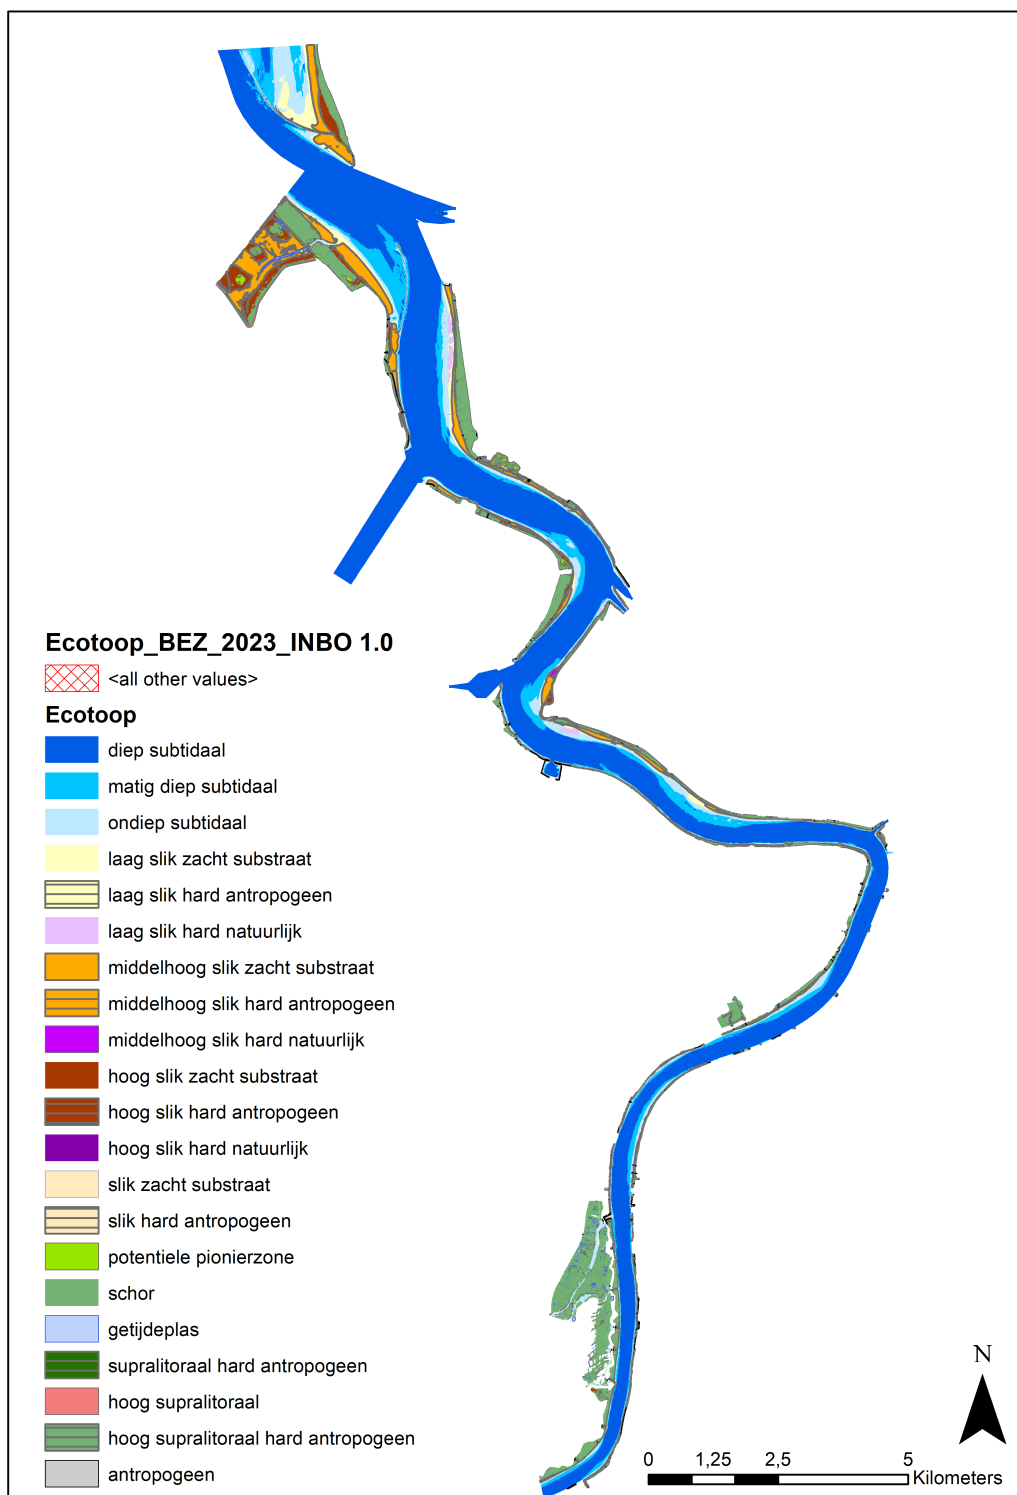 Ecotoop_BEZ_2023_INBO 1.0
<all other values>
Ecotoop
diep subtidaal
matig diep subtidaal
ondiep subtidaal
laag slik zacht substraat
laag slik hard antropogeen
laag slik hard natuurlijk
middelhoog slik zacht substraat
middelhoog slik hard antropogeen
middelhoog slik hard natuurlijk
hoog slik zacht substraat
hoog slik hard antropogeen
hoog slik hard natuurlijk
slik zacht substraat
slik hard antropogeen
potentiele pionierzone
schor
getijdeplas
supralitoraal hard antropogeen
hoog supralitoraal
hoog supralitoraal hard antropogeen
antropogeen
N
0 1,25 2,5 5
Kilometers